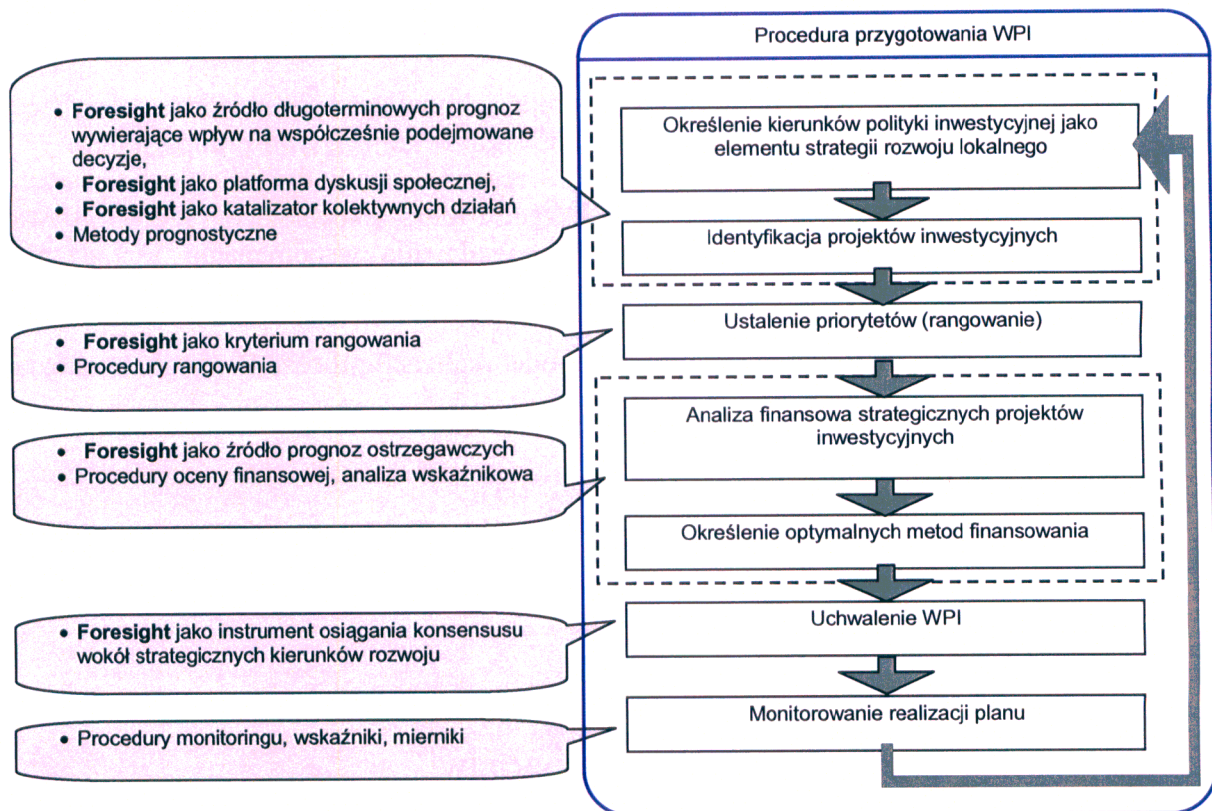 Procedura przygotowania WPI
• Foresight jako źródło długoterminowych prognoz
wywierające wpływ na współcześnie podejmowane
decyzje,
• Foresight jako platforma dyskusji społecznej,
• Foresight jako katalizator kolektywnych działań
• Metody prognostyczne
Określenie kierunków polityki inwestycyjnej jako
elementu strategii rozwoju lokalnego
Identyfikacja projektów inwestycyjnych
• Foresight jako kryterium rangowania
• Procedury rangowania
Ustalenie priorytetów (rangowanie)
• Foresight jako źródło prognoz ostrzegawczych
• Procedury oceny finansowej, analiza wskaźnikowa
Analiza finansowa strategicznych projektów
inwestycyjnych
Określenie optymalnych metod finansowania
• Foresight jako instrument osiągania konsensusu
wokół strategicznych kierunków rozwoju
Uchwalenie WPI
• Procedury monitoringu, wskaźniki, mierniki
Monitorowanie realizacji planu